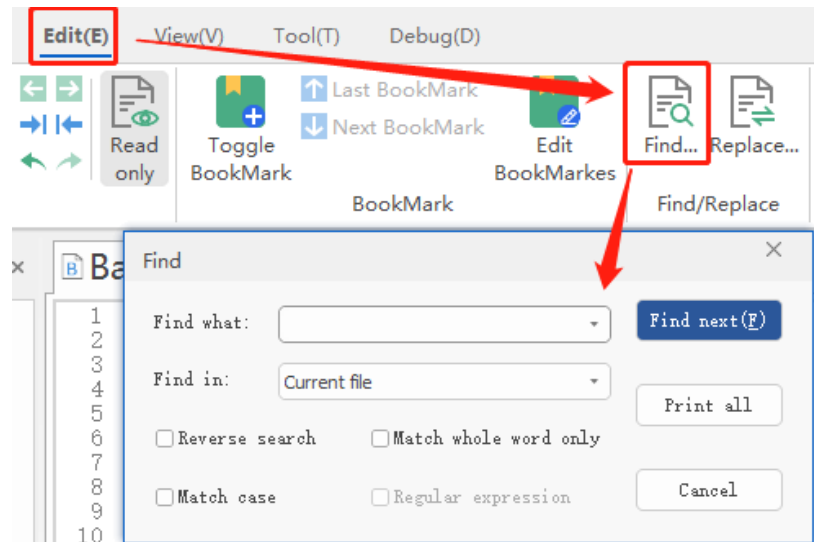 Edit(E) View(V) Tool(T) Debug(D)
Last BookMark
Next BookMark
Read only
Toggle BookMark
Edit BookMarkes
Find...
Replace...
BookMark
Find/Replace
Ba
Find
1
2
3
4
5
6
7
8
9
10
Find what:
Find next(F)
Find in: Current file
Print all
Reverse search
Match whole word only
Match case
Regular expression
Cancel